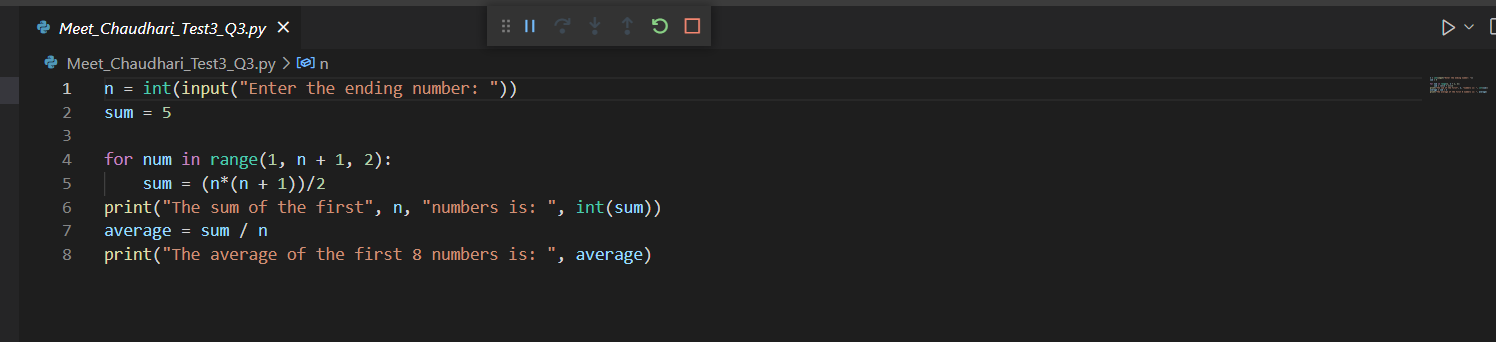 Meet_Chaudhari_Test3_Q3.py
Meet_Chaudhari_Test3_Q3.py > n
1 n = int(input("Enter the ending number: "))
2 sum = 5
3
4 for num in range(1, n + 1, 2):
5     sum = (n*(n + 1))/2
6 print("The sum of the first", n, "numbers is: ", int(sum))
7 average = sum / n
8 print("The average of the first 8 numbers is: ", average)